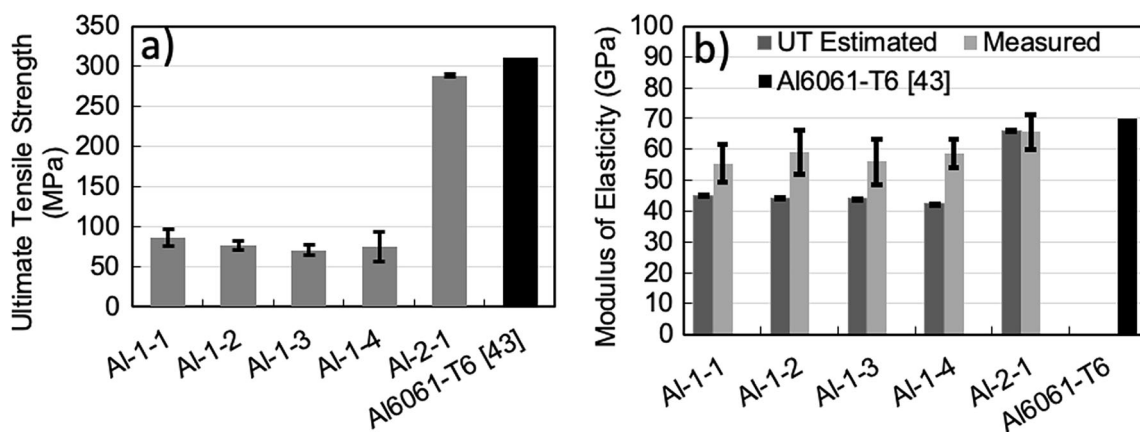 a)
Ultimate Tensile Strength
(MPa)
350
300
250
200
150
100
50
0
Al-1-1
Al-1-2
Al-1-3
Al-1-4
Al-2-1
Al6061-T6 [43]
b)
UT Estimated
Measured
Al6061-T6 [43]
Modulus of Elasticity (GPa)
100
90
80
70
60
50
40
30
20
10
0
Al-1-1
Al-1-2
Al-1-3
Al-1-4
Al-2-1
Al6061-T6